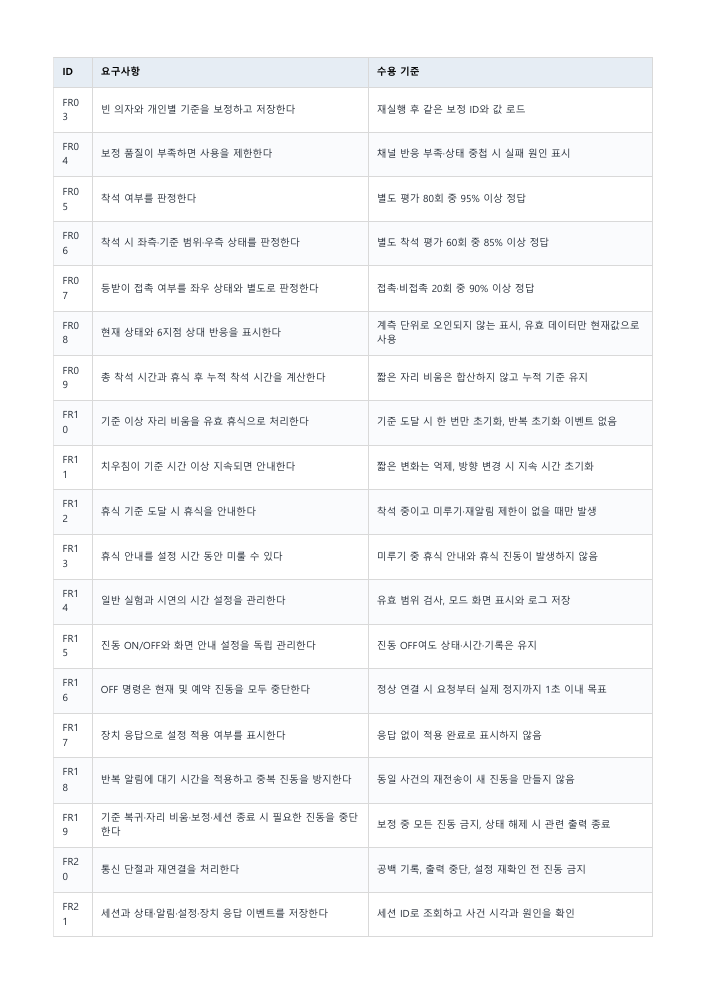 ID 요구사항 수용 기준
FR0
3 빈 의자와 개인별 기준을 보정하고 저장한다 재실행 후 같은 보정 ID와 값 로드
FR0
4 보정 품질이 부족하면 사용을 제한한다 채널 반응 부족·상태 중첩 시 실패 원인 표시
FR0
5 착석 여부를 판정한다 별도 평가 80회 중 95% 이상 정답
FR0
6 착석 시 좌측·기준 범위·우측 상태를 판정한다 별도 착석 평가 60회 중 85% 이상 정답
FR0
7 등받이 접촉 여부를 좌우 상태와 별도로 판정한다 접촉·비접촉 20회 중 90% 이상 정답
FR0
8 현재 상태와 6지점 상대 반응을 표시한다 계측 단위로 오인되지 않는 표시, 유효 데이터만 현재값으로
사용
FR0
9 총 착석 시간과 휴식 후 누적 착석 시간을 계산한다 짧은 자리 비움은 합산하지 않고 누적 기준 유지
FR1
0 기준 이상 자리 비움을 유효 휴식으로 처리한다 기준 도달 시 한 번만 초기화, 반복 초기화 이벤트 없음
FR1
1 치우침이 기준 시간 이상 지속되면 안내한다 짧은 변화는 억제, 방향 변경 시 지속 시간 초기화
FR1
2 휴식 기준 도달 시 휴식을 안내한다 착석 중이고 미루기·재알림 제한이 없을 때만 발생
FR1
3 휴식 안내를 설정 시간 동안 미룰 수 있다 미루기 중 휴식 안내와 휴식 진동이 발생하지 않음
FR1
4 일반 실험과 시연의 시간 설정을 관리한다 유효 범위 검사, 모드 화면 표시와 로그 저장
FR1
5 진동 ON/OFF와 화면 안내 설정을 독립 관리한다 진동 OFF여도 상태·시간·기록은 유지
FR1
6 OFF 명령은 현재 및 예약 진동을 모두 중단한다 정상 연결 시 요청부터 실제 정지까지 1초 이내 목표
FR1
7 장치 응답으로 설정 적용 여부를 표시한다 응답 없이 적용 완료로 표시하지 않음
FR1
8 반복 알림에 대기 시간을 적용하고 중복 진동을 방지한다 동일 사건의 재전송이 새 진동을 만들지 않음
FR1
9 기준 복귀·자리 비움·보정·세션 종료 시 필요한 진동을 중단
한다 보정 중 모든 진동 금지, 상태 해제 시 관련 출력 종료
FR2
0 통신 단절과 재연결을 처리한다 공백 기록, 출력 중단, 설정 재확인 전 진동 금지
FR2
1 세션과 상태·알림·설정·장치 응답 이벤트를 저장한다 세션 ID로 조회하고 사건 시각과 원인을 확인